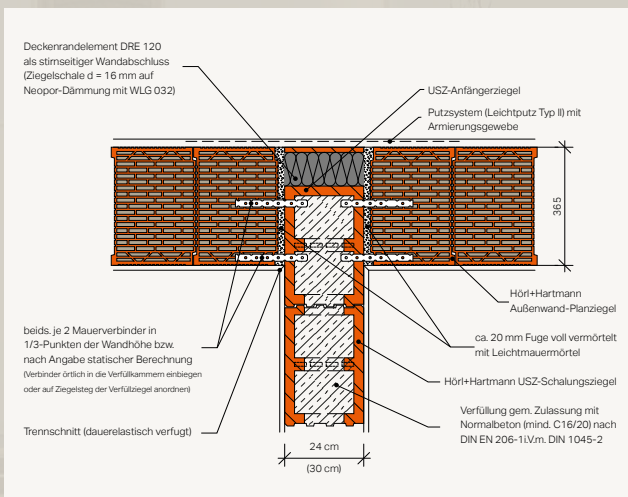 Deckenrandelement DRE 120
als stirnseitiger Wandabschluss
(Ziegelschale d = 16 mm auf
Neopor-Dämmung mit WLG 032)
USZ-Anfängerziegel
Putzsystem (Leichtputz Typ II) mit
Armierungsgewebe
365
Hörl+Hartmann
Außenwand-Planziegel
beids. je 2 Mauerverbinder in
1/3-Punkten der Wandhöhe bzw.
nach Angabe statischer Berechnung
(Verbinder örtlich in die Verfüllkammern einbiegen
oder auf Ziegelsteg der Verfüllziegel anordnen)
ca. 20 mm Fuge voll vermörtelt
mit Leichtmauermörtel
Hörl+Hartmann USZ-Schalungsziegel
Verfüllung gem. Zulassung mit
Normalbeton (mind. C16/20) nach
DIN EN 206-1i.V.m. DIN 1045-2
Trennschnitt (dauerelastisch verfugt)
24 cm
(30 cm)